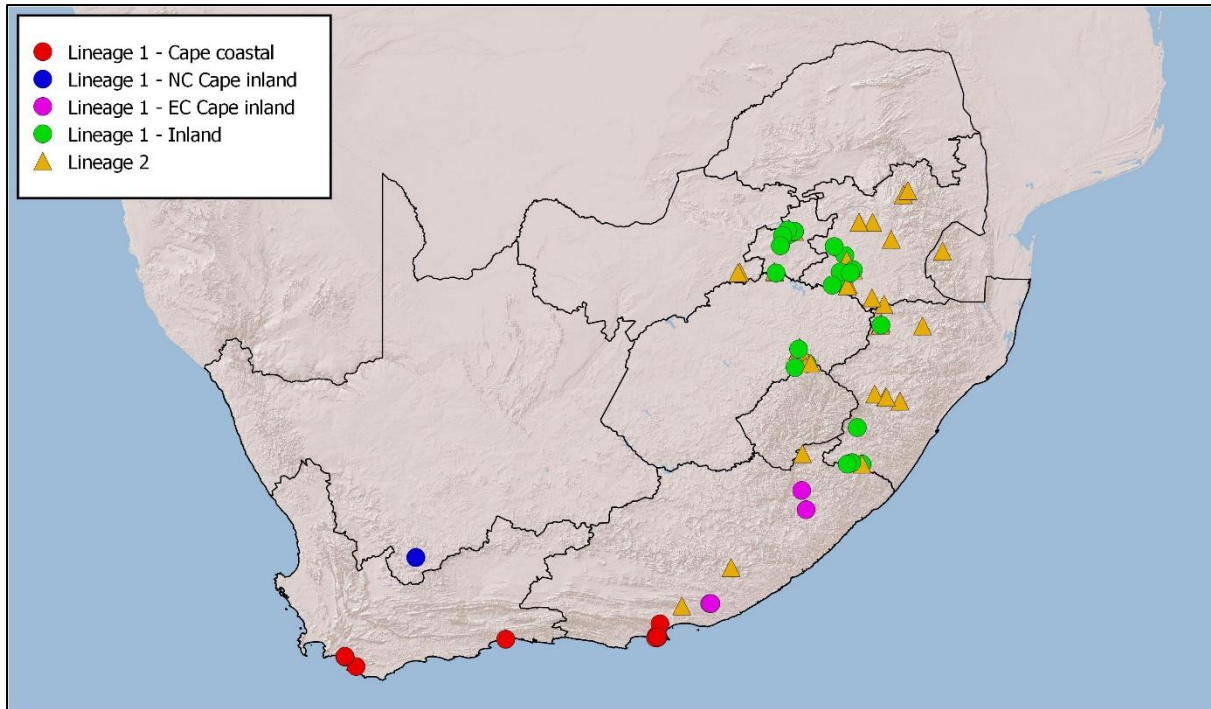 Lineage 1 - Cape coastal
Lineage 1 - NC Cape inland
Lineage 1 - EC Cape inland
Lineage 1 - Inland
Lineage 2